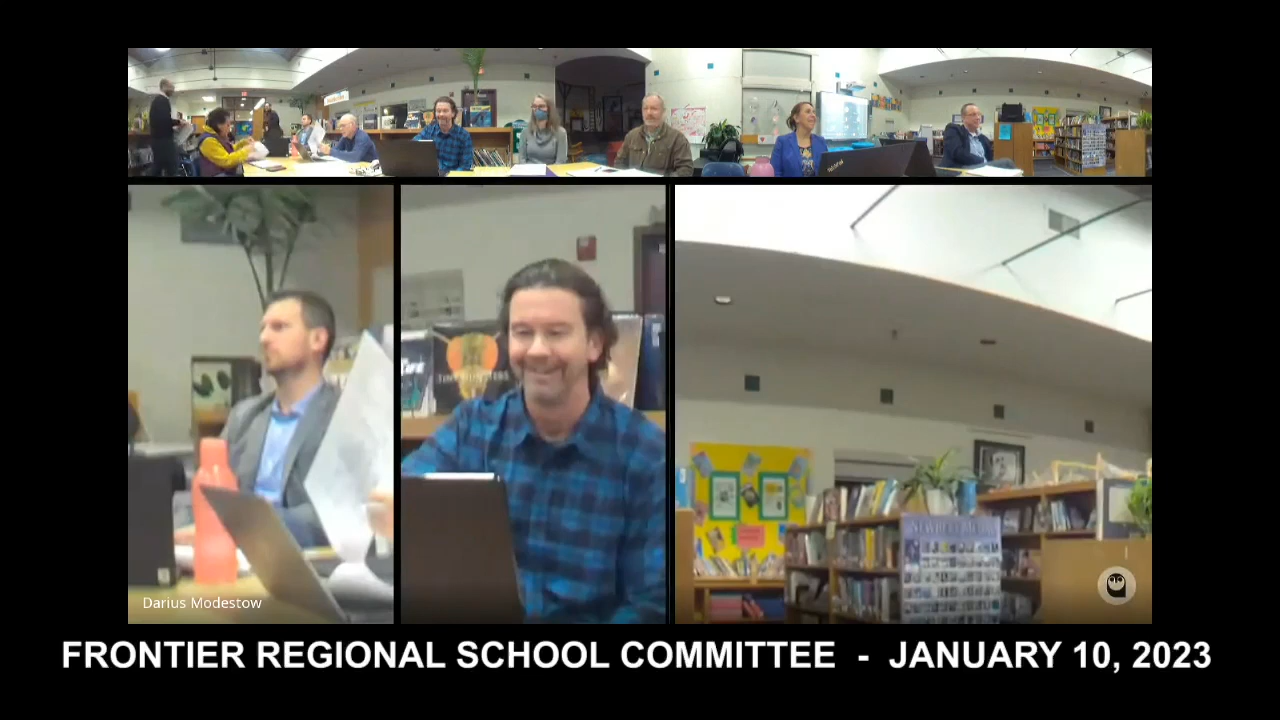 Darius Modestow
FRONTIER REGIONAL SCHOOL COMMITTEE - JANUARY 10, 2023